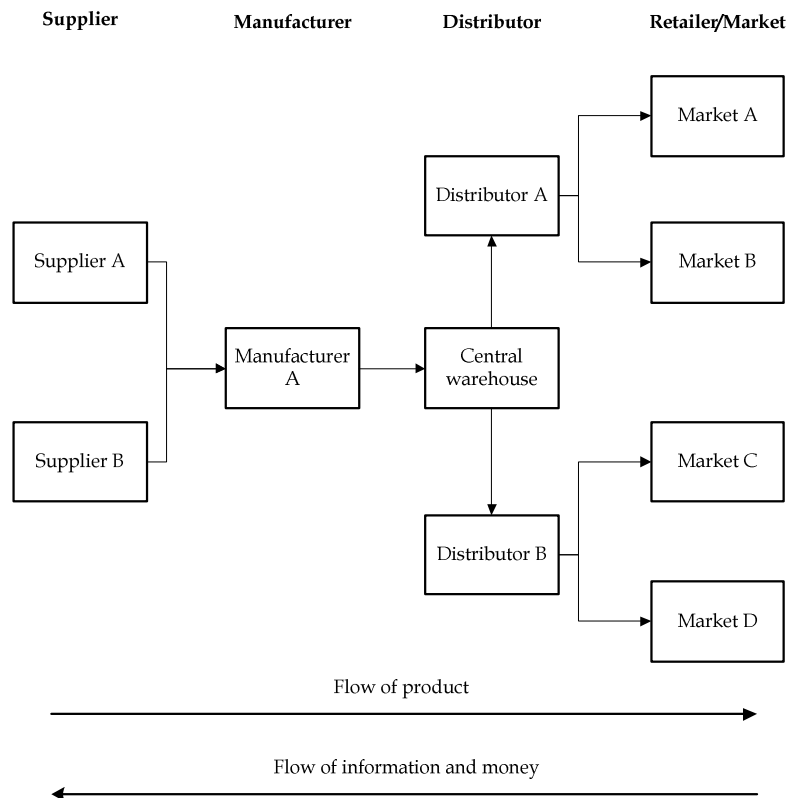 Supplier
Manufacturer
Distributor
Retailer/Market
Market A
Distributor A
Supplier A
Market B
Manufacturer
A
Central
warehouse
Supplier B
Market C
Distributor B
Market D
Flow of product
Flow of information and money